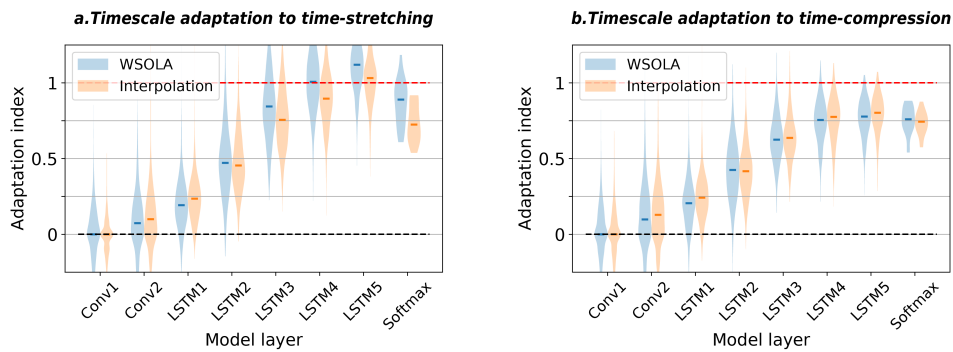 a.Timescale adaptation to time-stretching
WSOLA
Interpolation
1
0.5
0
Adaptation index
Conv1
Conv2
LSTM1
LSTM2
LSTM3
LSTM4
LSTM5
Softmax
Model layer
b.Timescale adaptation to time-compression
WSOLA
Interpolation
1
0.5
0
Adaptation index
Conv1
Conv2
LSTM1
LSTM2
LSTM3
LSTM4
LSTM5
Softmax
Model layer